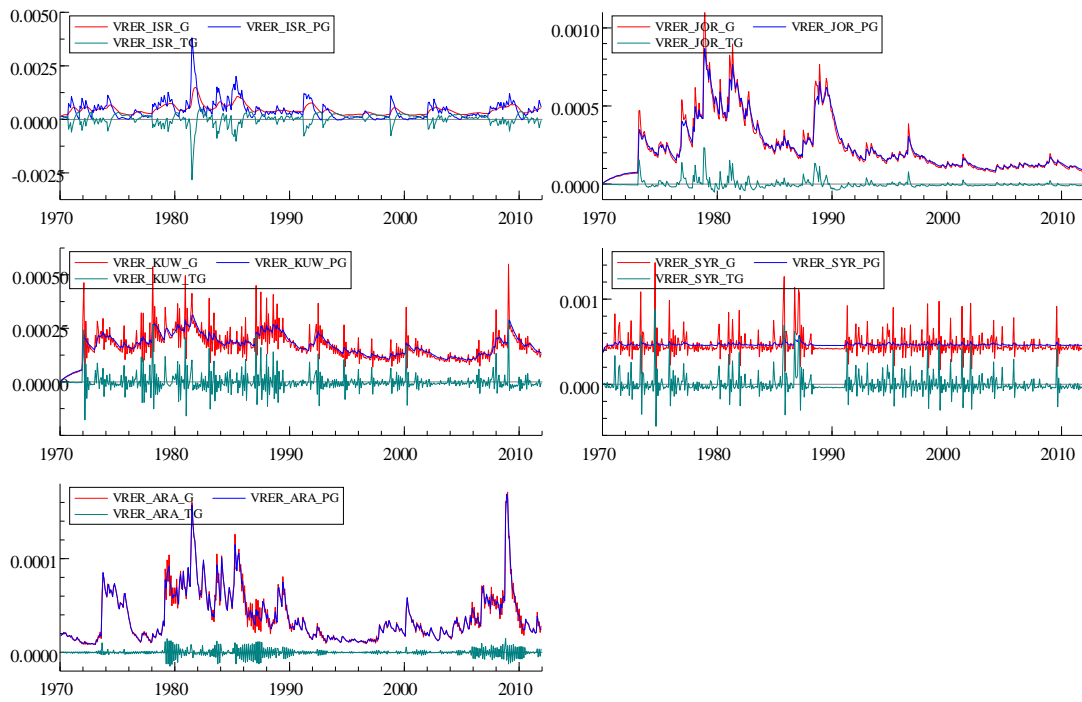 0.0050
VRER_ISR_G VRER_ISR_PG
VRER_ISR_TG
0.0025
0.0000
-0.0025
1970 1980 1990 2000 2010
VRER_JOR_G VRER_JOR_PG
VRER_JOR_TG
0.0010
0.0005
0.0000
1970 1980 1990 2000 2010
VRER_KUW_G VRER_KUW_PG
VRER_KUW_TG
0.00050
0.00025
0.00000
1970 1980 1990 2000 2010
VRER_SYR_G VRER_SYR_PG
VRER_SYR_TG
0.001
0.000
1970 1980 1990 2000 2010
VRER_ARA_G VRER_ARA_PG
VRER_ARA_TG
0.0001
0.0000
1970 1980 1990 2000 2010